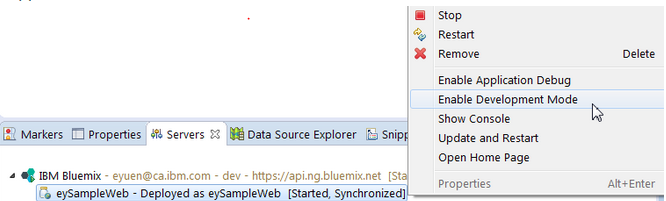 Stop
Restart
Remove Delete
Enable Application Debug
Enable Development Mode
Show Console
Update and Restart
Open Home Page
Properties Alt+Enter
Markers Properties Servers Data Source Explorer Snipp
IBM Bluemix - eyuen@ca.ibm.com - dev - https://api.ng.bluemix.net [Sta
eySampleWeb - Deployed as eySampleWeb [Started, Synchronized]